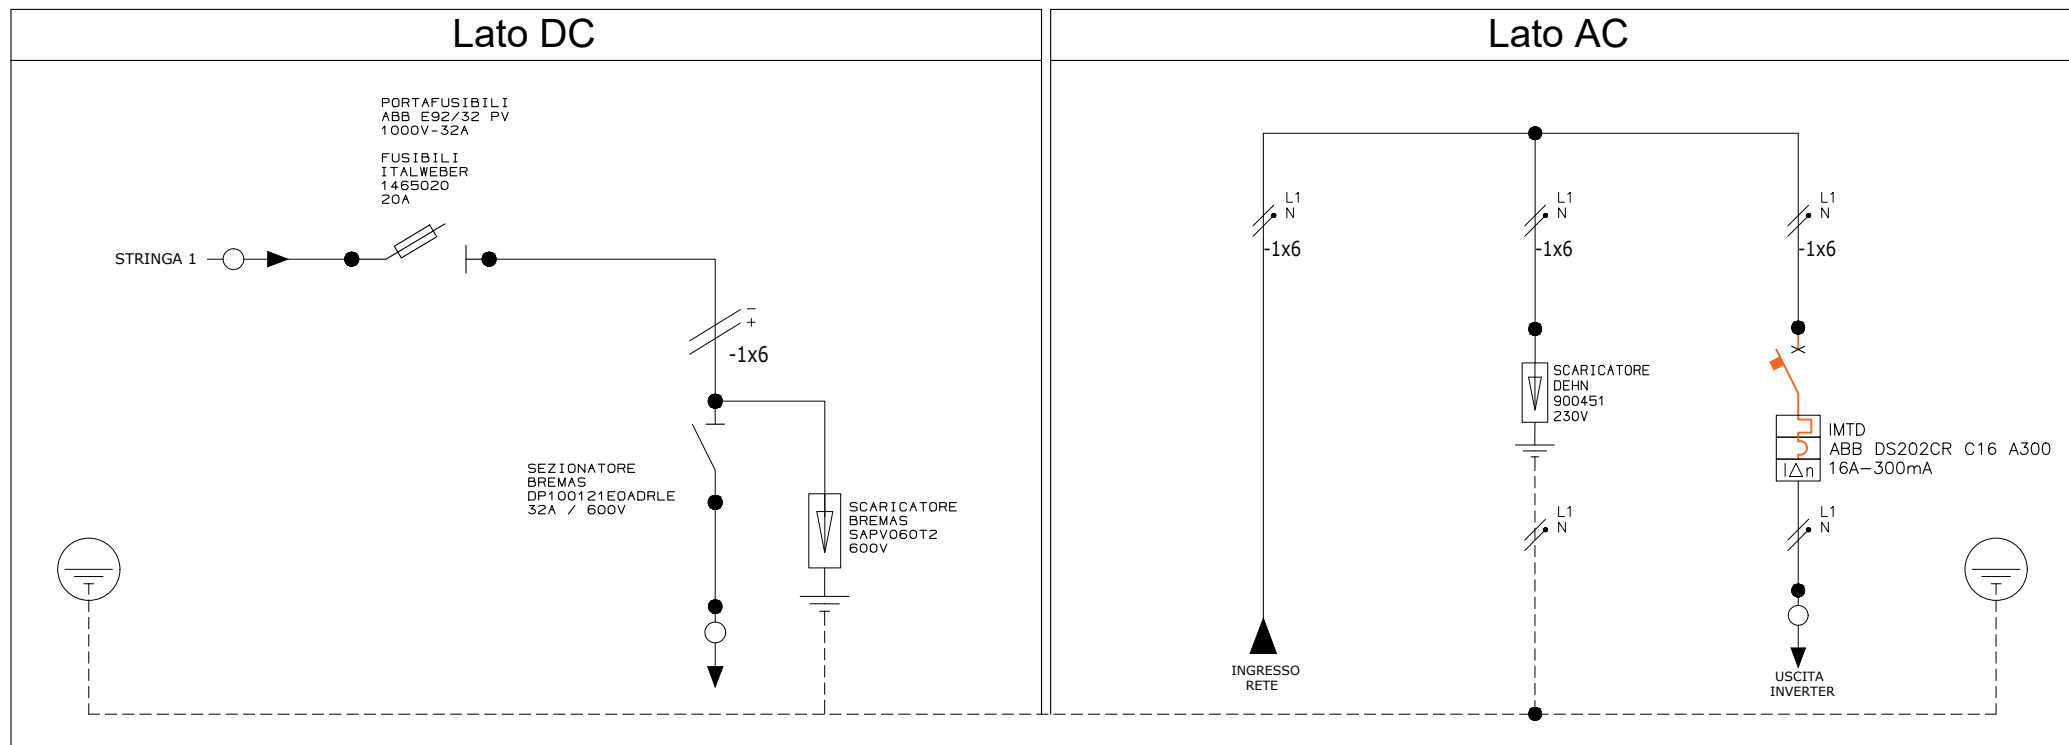 Lato DC
PORTAFUSIBILI
ABB E92/32 PV
1000V-32A
FUSIBILI
ITALWEBER
1465020
20A
STRINGA 1
-
+
-1x6
SEZIONATORE
BREMAS
DP100121E0ADRLE
32A / 600V
SCARICATORE
BREMAS
SAPV060T2
600V
Lato AC
L1
N
-1x6
L1
N
-1x6
L1
N
-1x6
SCARICATORE
DEHN
900451
230V
IMTD
ABB DS202CR C16 A300
16A-300mA
I△n
L1
N
L1
N
INGRESSO
RETE
USCITA
INVERTER